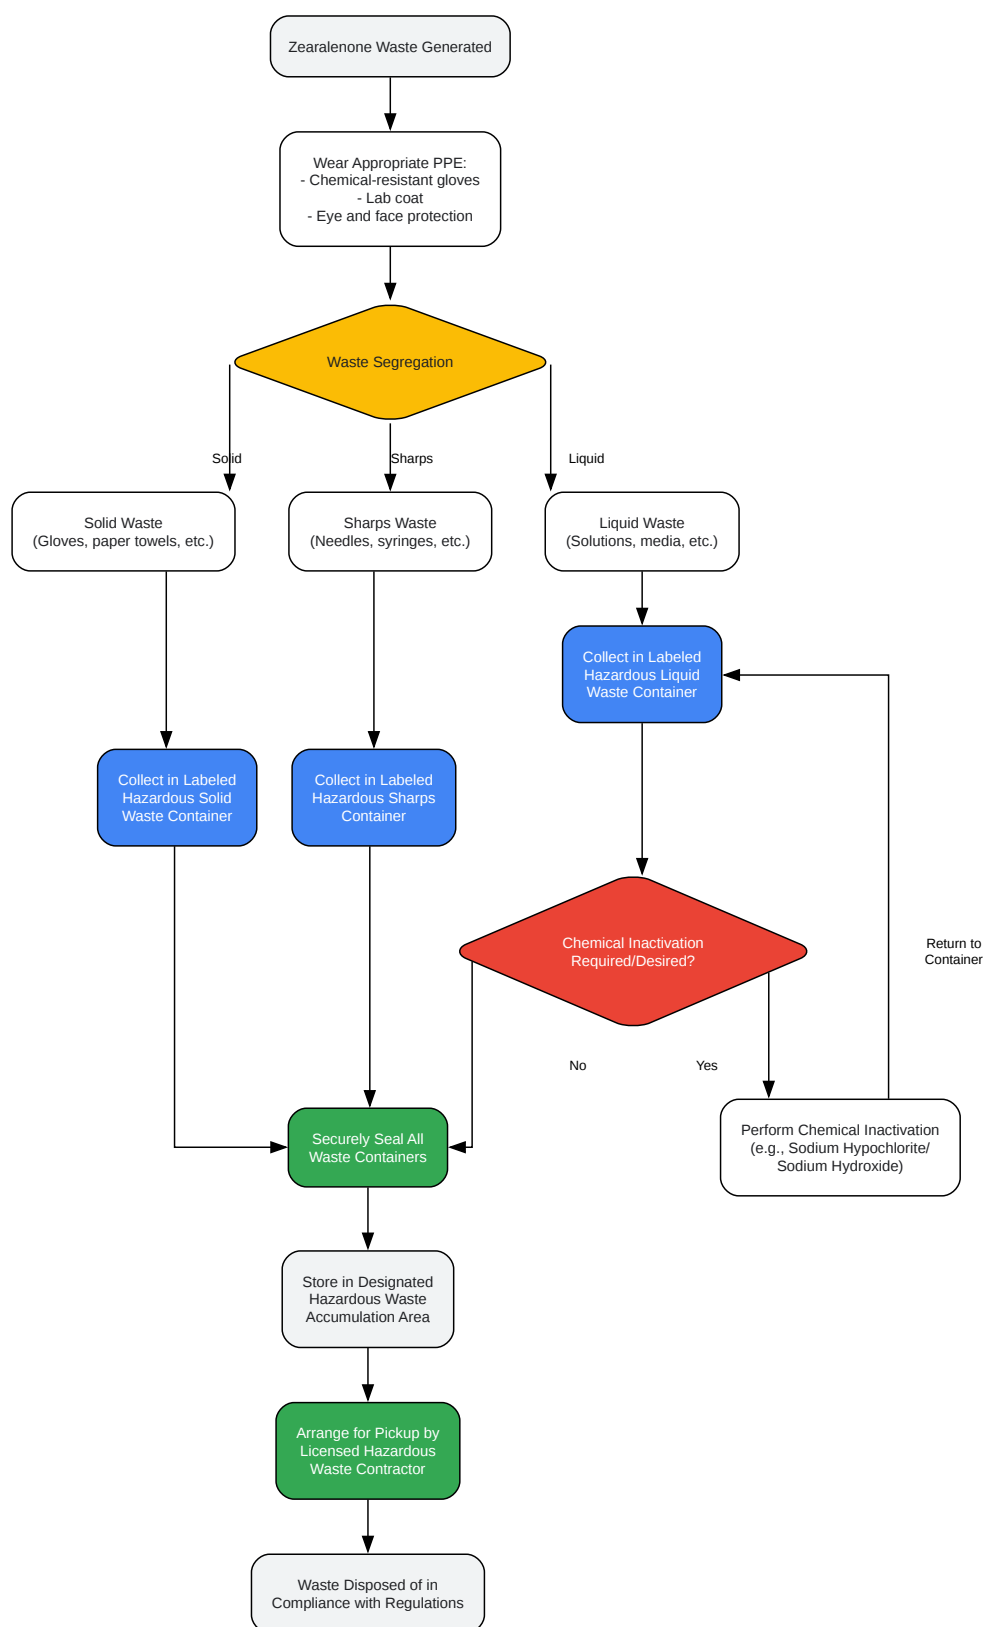 Zearalenone Waste Generated
Wear Appropriate PPE:
- Chemical-resistant gloves
- Lab coat
- Eye and face protection
Waste Segregation
Solid
Sharps
Liquid
Solid Waste
(Gloves, paper towels, etc.)
Sharps Waste
(Needles, syringes, etc.)
Liquid Waste
(Solutions, media, etc.)
Collect in Labeled
Hazardous Liquid
Waste Container
Collect in Labeled
Hazardous Solid
Waste Container
Collect in Labeled
Hazardous Sharps
Container
Chemical Inactivation
Required/Desired?
Return to
Container
No
Yes
Perform Chemical Inactivation
(e.g., Sodium Hypochlorite/
Sodium Hydroxide)
Securely Seal All
Waste Containers
Store in Designated
Hazardous Waste
Accumulation Area
Arrange for Pickup by
Licensed Hazardous
Waste Contractor
Waste Disposed of in
Compliance with Regulations